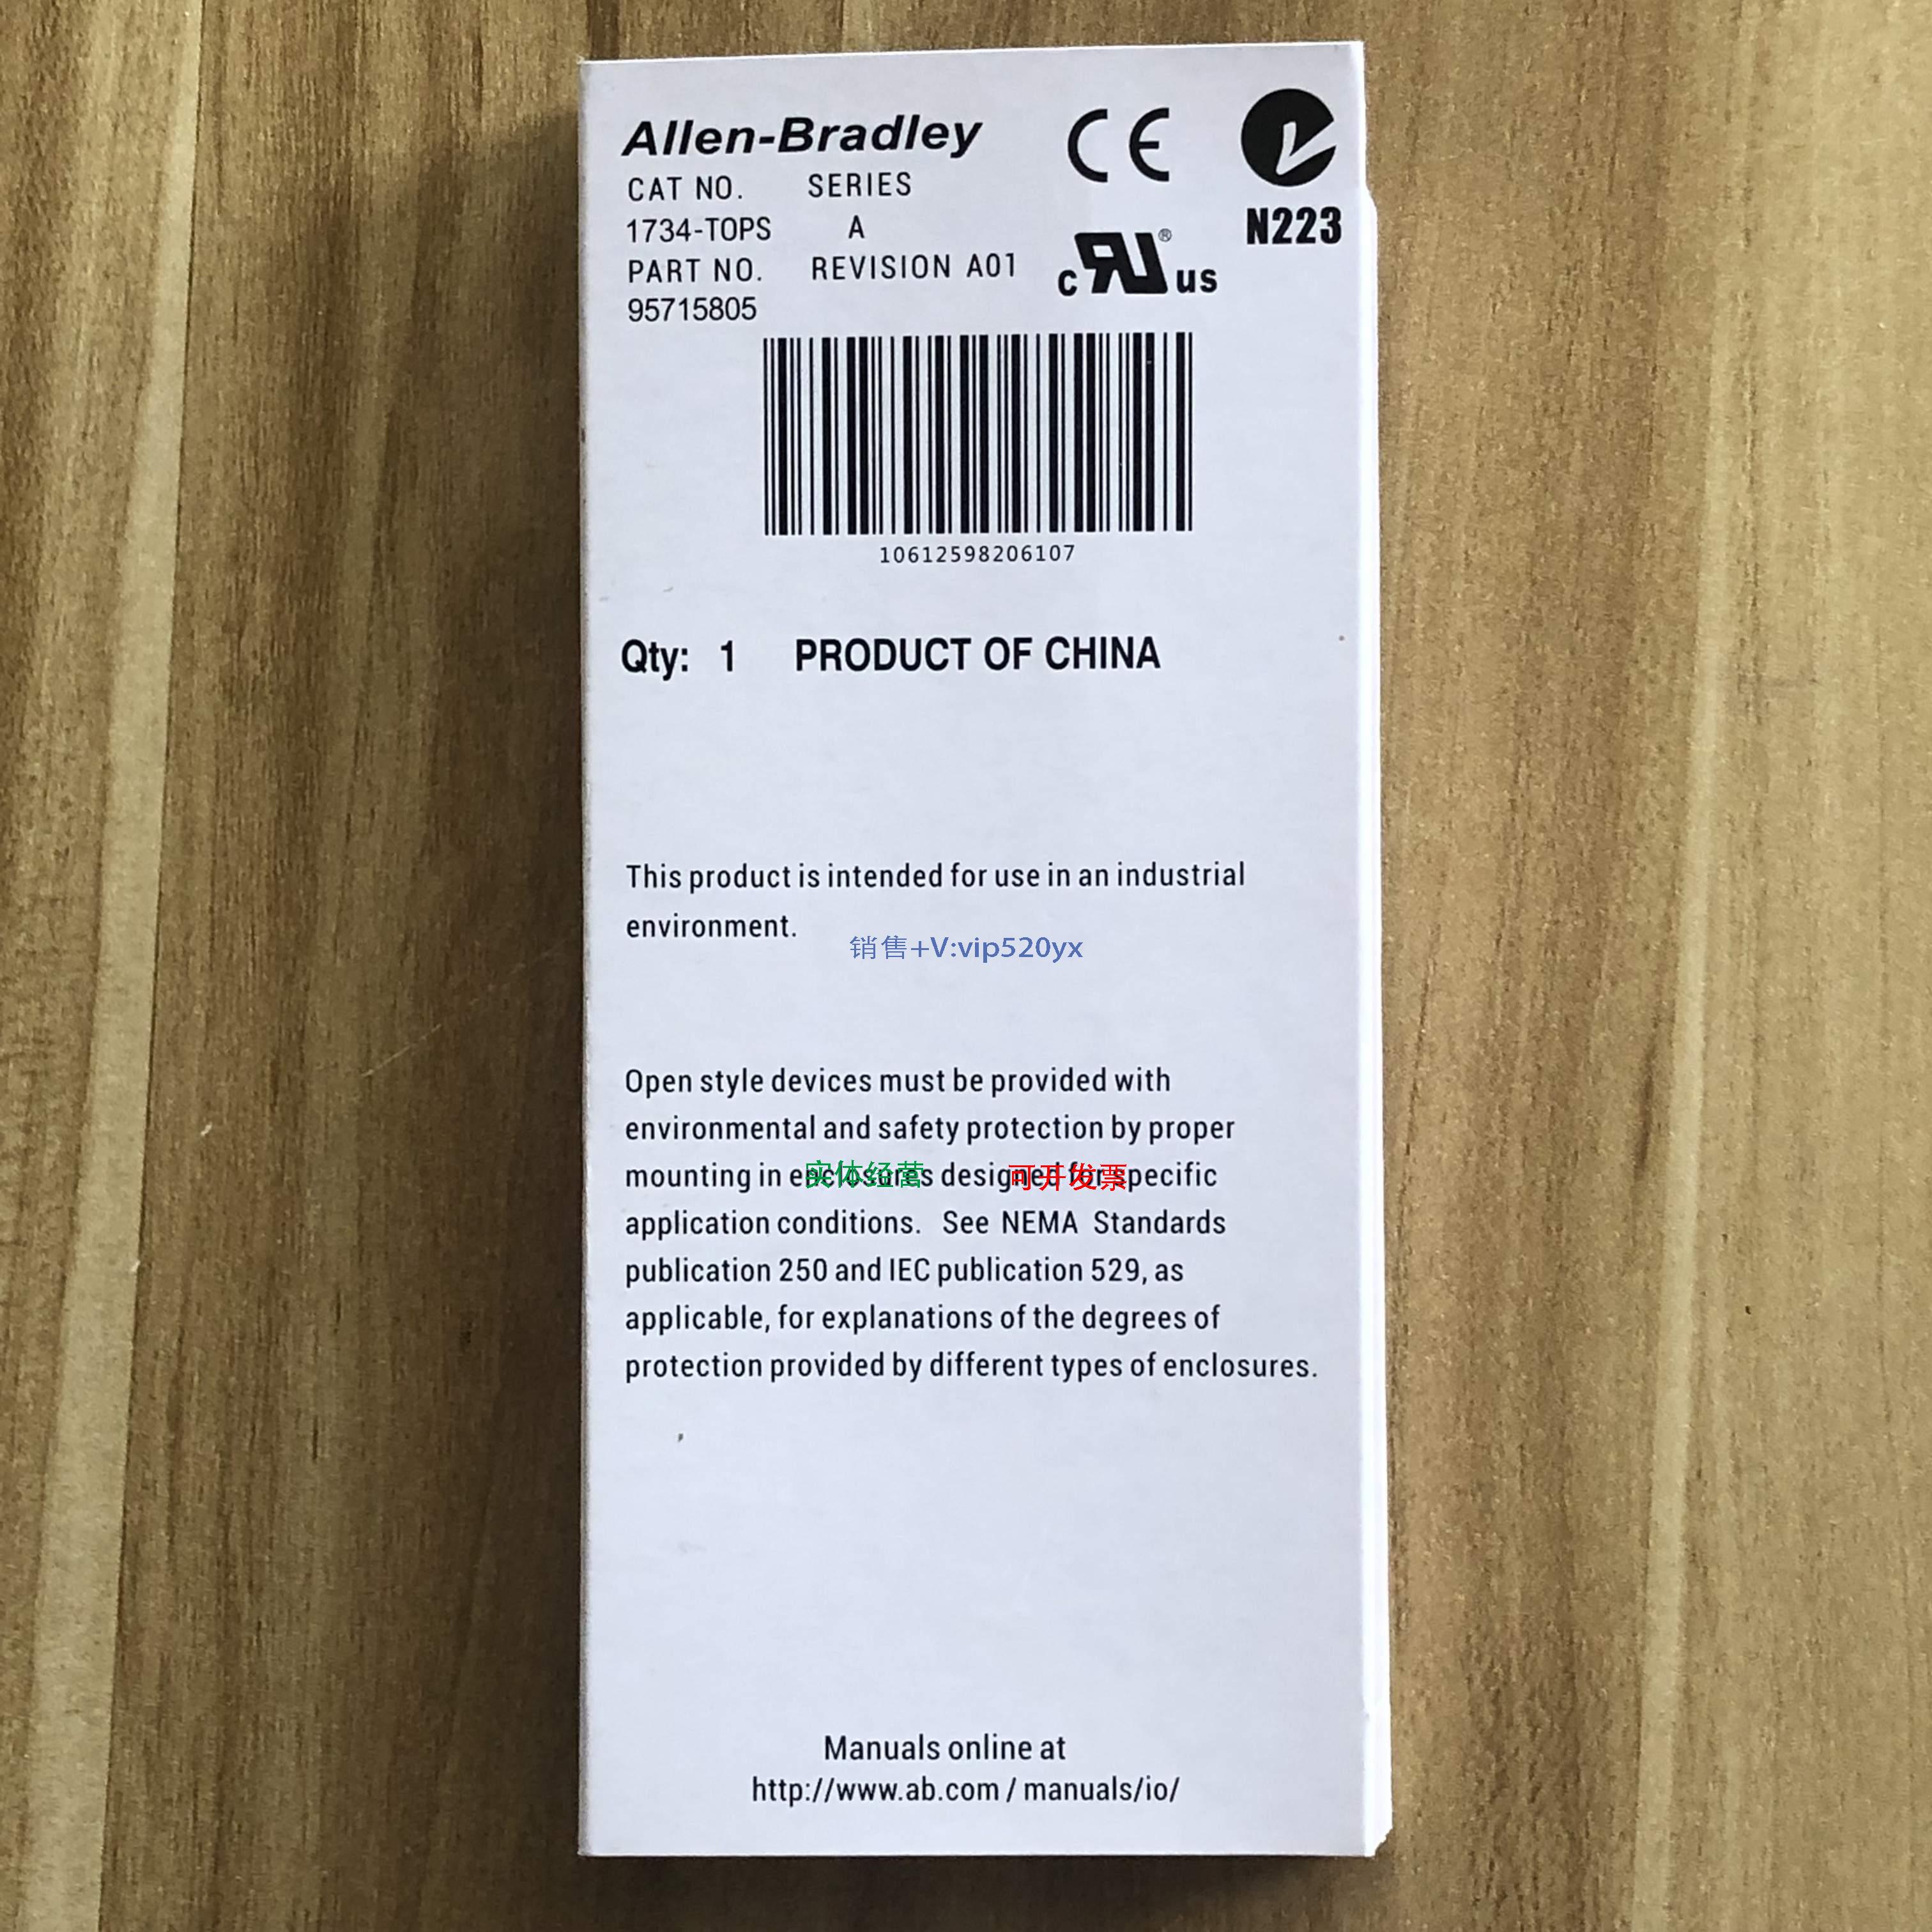 Allen-Bradley
CAT NO. SERIES
1734-TOPS A
PART NO. REVISION A01
95715805
CE
N223
c RU ® US
10612598206107
Qty: 1 PRODUCT OF CHINA
This product is intended for use in an industrial
environment.
销售+V:vip520yx
Open style devices must be provided with
environmental and safety protection by proper
mounting in enclosures designed for specific
实体经营 可开发票
application conditions. See NEMA Standards
publication 250 and IEC publication 529, as
applicable, for explanations of the degrees of
protection provided by different types of enclosures.
Manuals online at
http://www.ab.com / manuals/io/